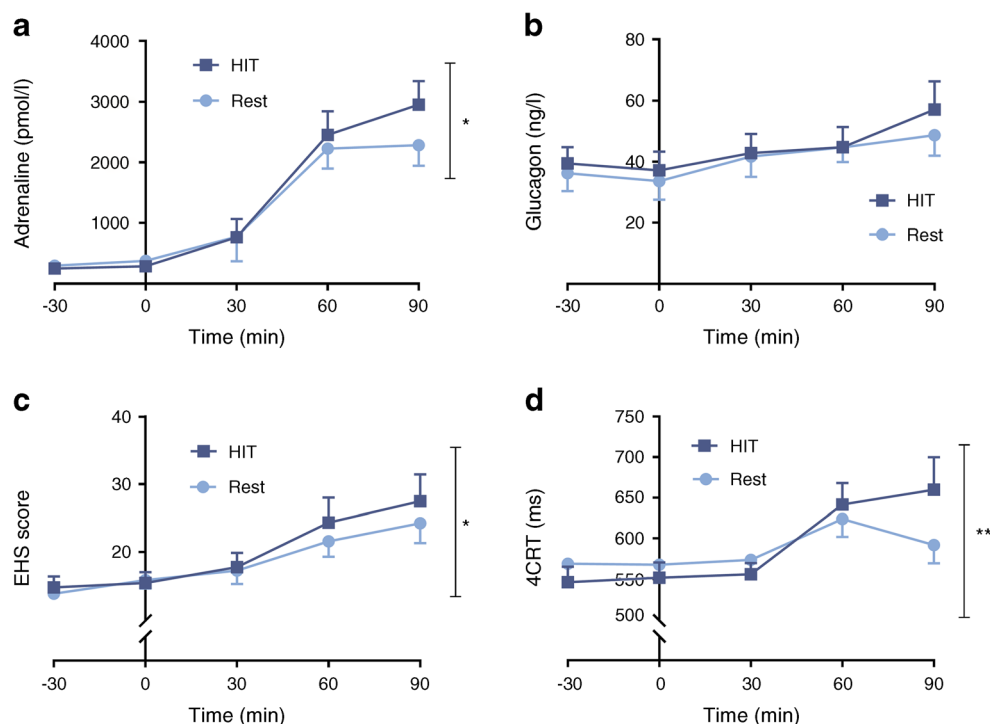 a
Adrenaline (pmol/l)
4000
3000
2000
1000
HIT
Rest
*
-30 0 30 60 90
Time (min)
b
Glucagon (ng/l)
80
60
40
20
HIT
Rest
-30 0 30 60 90
Time (min)
c
EHS score
40
30
20
HIT
Rest
*
-30 0 30 60 90
Time (min)
d
4CRT (ms)
750
700
650
600
550
500
HIT
Rest
**
-30 0 30 60 90
Time (min)